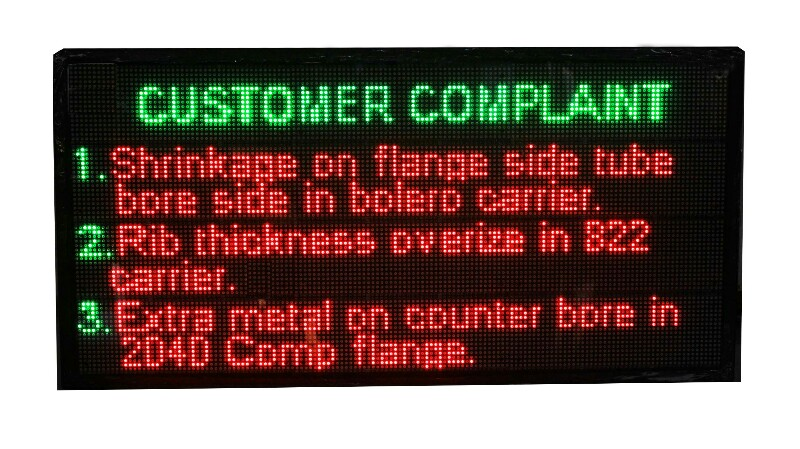 CUSTOMER COMPLAINT
1. Shrinkage on flange side tube
bore side in bolero carrier.
2. Rib thickness overize in 822
carrier.
3. Extra metal on counter bore in
2040 Comp flange.